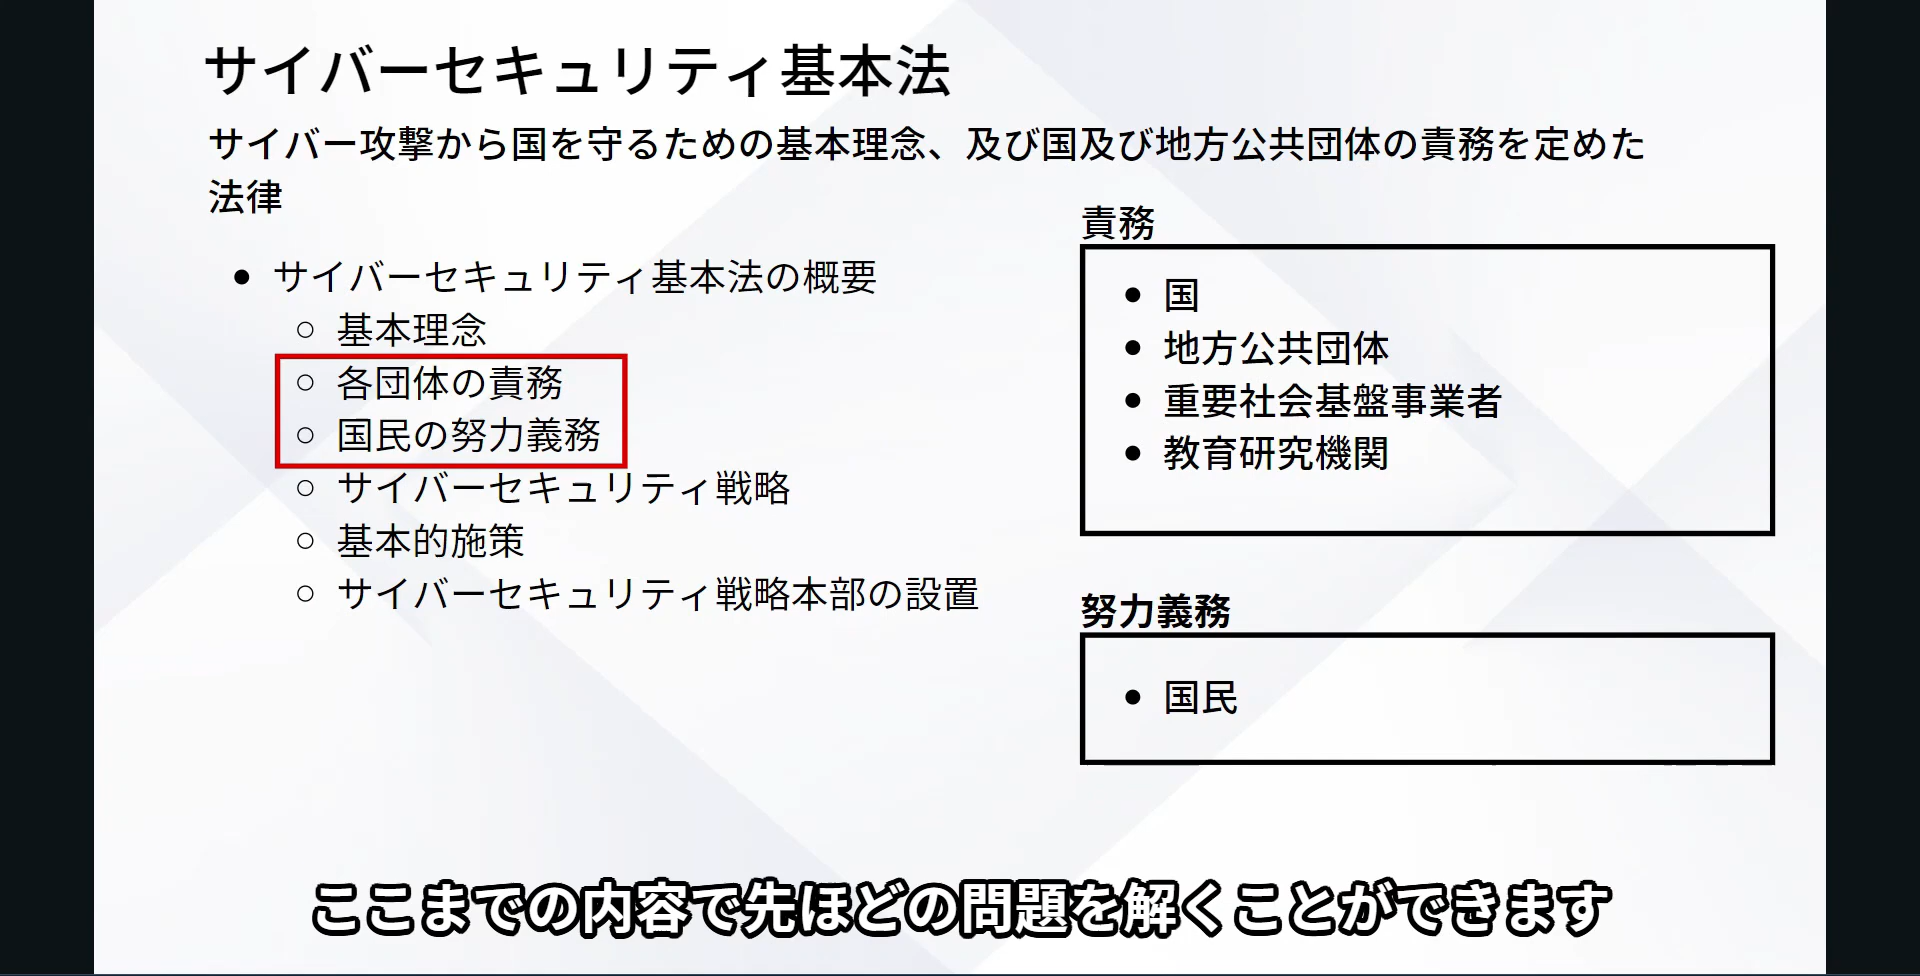 サイバーセキュリティ基本法
サイバー攻撃から国を守るための基本理念、及び国及び地方公共団体の責務を定めた
法律
● サイバーセキュリティ基本法の概要
○ 基本理念
○ 各団体の責務
○ 国民の努力義務
○ サイバーセキュリティ戦略
○ 基本的施策
○ サイバーセキュリティ戦略本部の設置
責務
● 国
● 地方公共団体
● 重要社会基盤事業者
● 教育研究機関
努力義務
● 国民
ここまでの内容で先ほどの問題を解くことができます